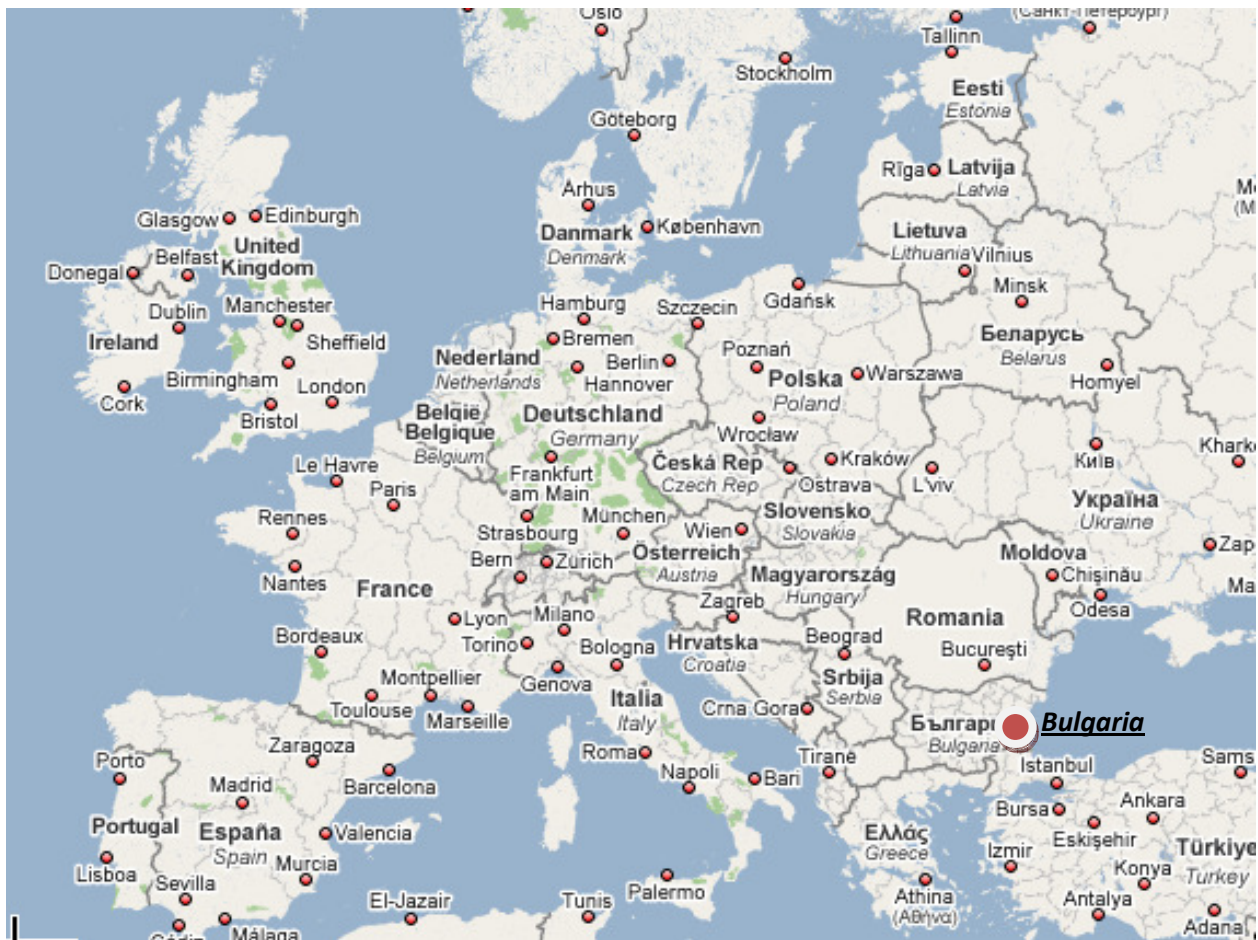 Oslo
(Санкт-Петербург)
Tallinn
Stockholm
Eesti
Estonia
Göteborg
Rīga
Latvija
Latvia
Århus
Glasgow
Edinburgh
Danmark
Denmark
København
Lietuva
Lithuania
Vilnius
United
Kingdom
Donegal
Belfast
Minsk
Dublin
Manchester
Hamburg
Szczecin
Gdańsk
Ireland
Sheffield
Bremen
Беларусь
Belarus
Nederland
Netherlands
Berlin
Poznań
Birmingham
London
Hannover
Polska
Poland
Warszawa
Homyel
Cork
Bristol
België
Belgique
Belgium
Deutschland
Germany
Wrocław
Le Havre
Frankfurt
am Main
Česká Rep
Czech Rep
Kraków
Ostrava
L'viv
Київ
Paris
Rennes
Strasbourg
München
Wien
Slovensko
Slovakia
Україна
Ukraine
Nantes
Bern
Zürich
Österreich
Austria
Magyarország
Hungary
Moldova
Chişinău
Odesa
France
Lyon
Milano
Zagreb
Romania
Bordeaux
Torino
Bologna
Hrvatska
Croatia
Beograd
Bucureşti
Montpellier
Genova
Srbija
Serbia
Toulouse
Marseille
Italia
Italy
Crna Gora
Bulgaria
Bulgaria
Zaragoza
Roma
Tiranë
Istanbul
Porto
Madrid
Barcelona
Napoli
Bari
Bursa
Ankara
Portugal
España
Spain
Valencia
Ελλάς
Greece
Eskişehir
Izmir
Türkiye
Turkey
Lisboa
Murcia
Konya
Sevilla
Palermo
Athina
(Αθήνα)
Antalya
El-Jazair
Tunis
Adana
Cádiz
Málaga